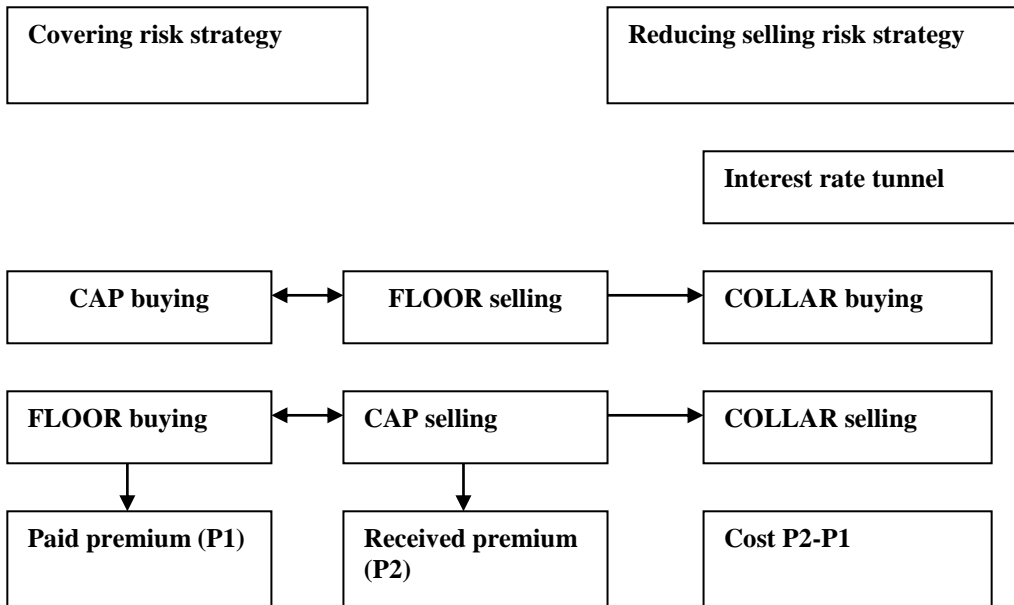 Covering risk strategy
Reducing selling risk strategy
Interest rate tunnel
CAP buying
FLOOR selling
COLLAR buying
FLOOR buying
CAP selling
COLLAR selling
Paid premium (P1)
Received premium
(P2)
Cost P2-P1